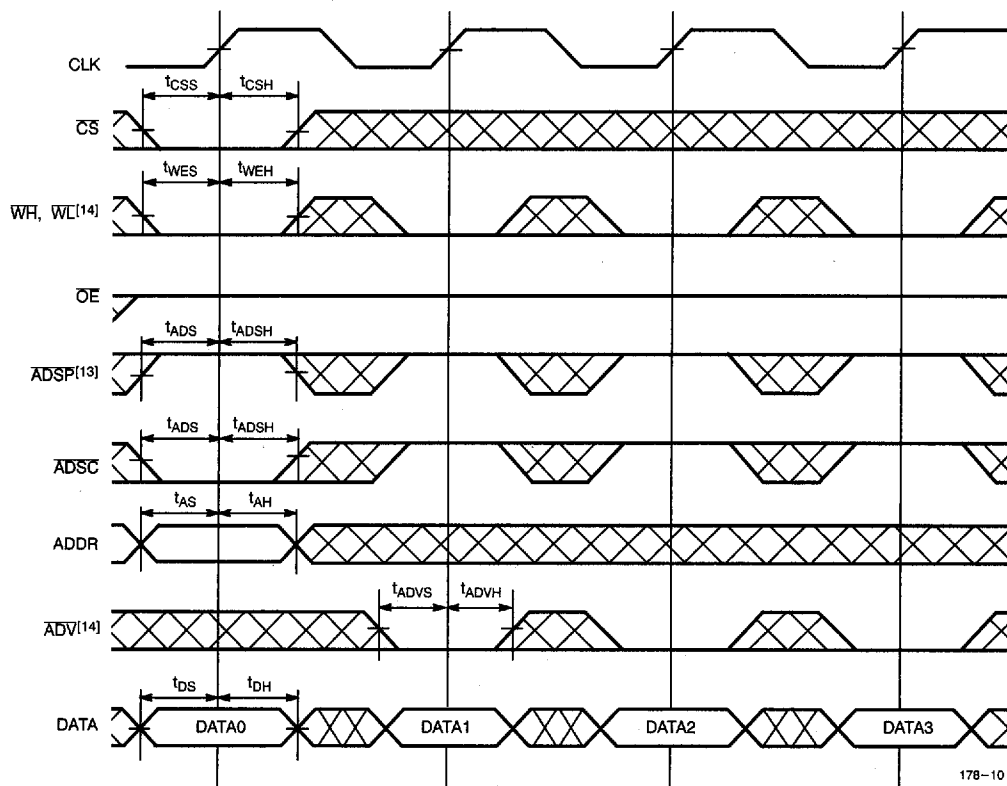 CLK
tCSS tCSH
CS
tWES tWEH
WH, WL[14]
OE
tADS tADSH
ADSP[13]
tADS tADSH
ADSC
tAS tAH
ADDR
tADVS tADVH
ADV[14]
tDS tDH
DATA DATA0 DATA1 DATA2 DATA3
178-10